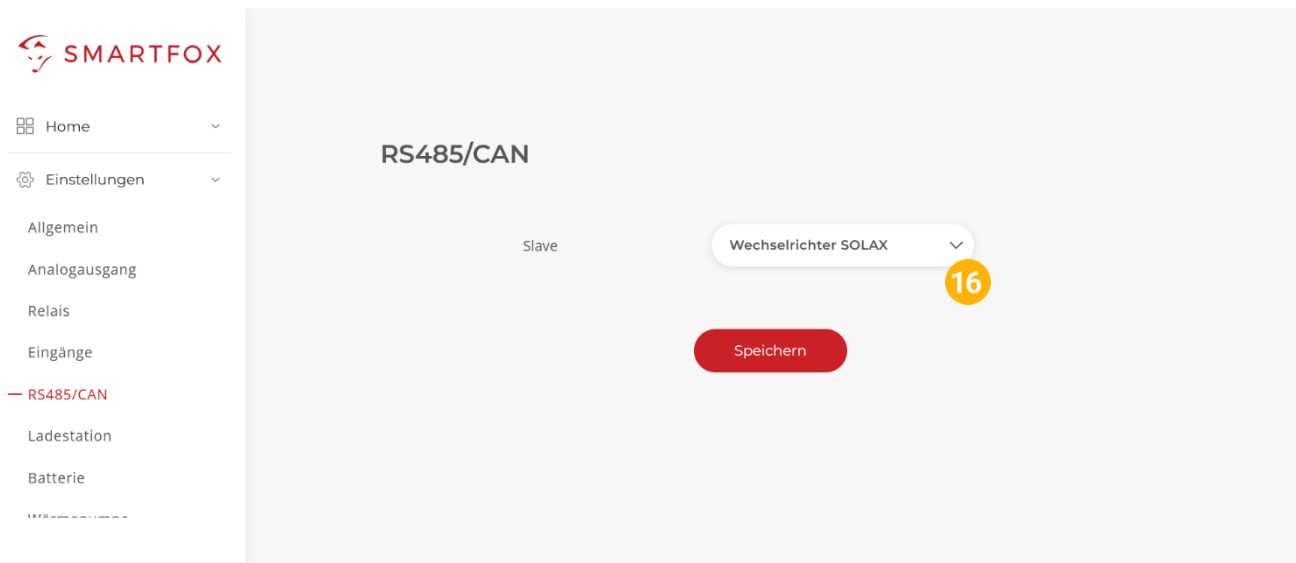 SMARTFOX
Home
Einstellungen
Allgemein
Analogausgang
Relais
Eingänge
RS485/CAN
Ladestation
Batterie
RS485/CAN
Slave
Wechselrichter SOLAX
16
Speichern